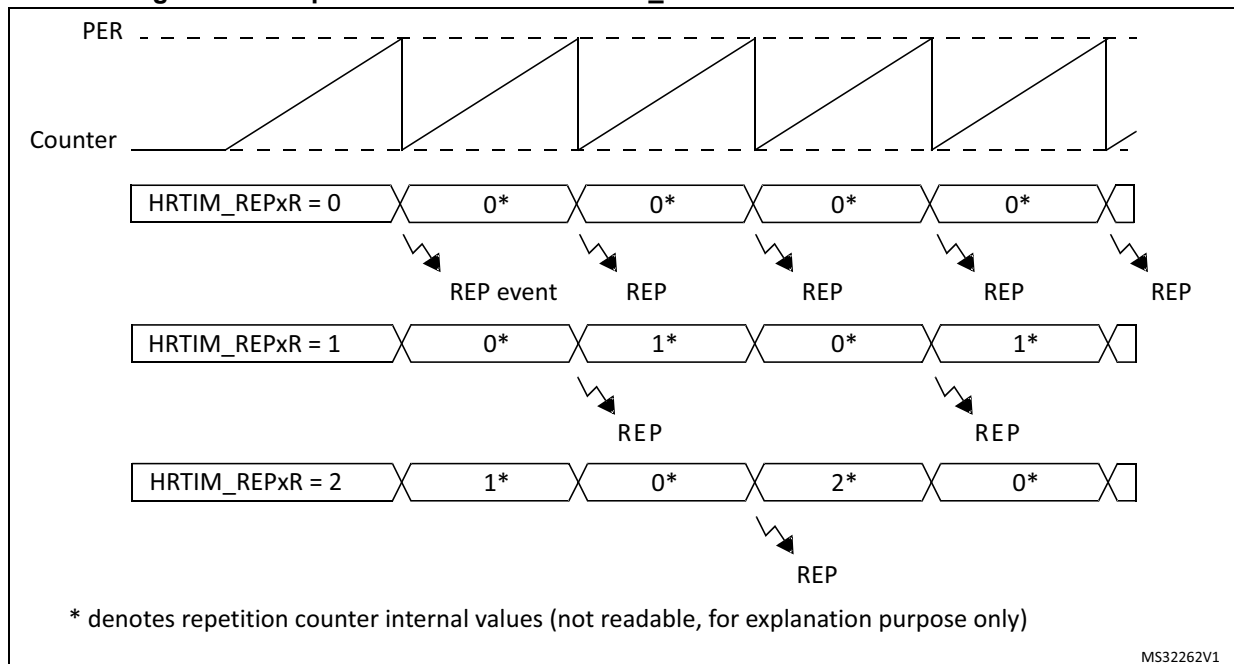 PER
Counter
HRTIM_REPxR = 0 0* 0* 0* 0*
REP event REP REP REP REP
HRTIM_REPxR = 1 0* 1* 0* 1*
REP REP
HRTIM_REPxR = 2 1* 0* 2* 0*
REP
* denotes repetition counter internal values (not readable, for explanation purpose only)
MS32262V1